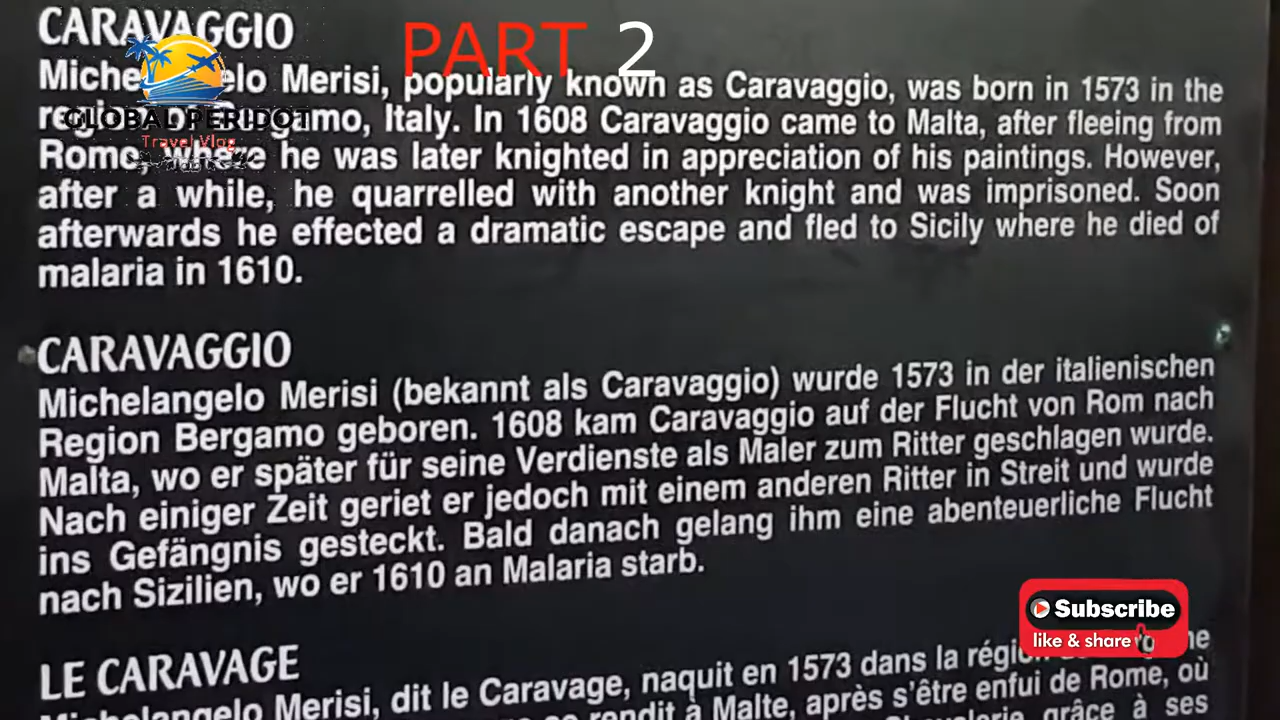 CARAVAGGIO
PART 2
Merisi, popularly known as Caravaggio, was born in 1573 in the
GLOBAL PERIDOT
Italy. In 1608 Caravaggio came to Malta, after fleeing from
Travel Vlog
Rome, where he was later knighted in appreciation of his paintings. However,
after a while, he quarrelled with another knight and was imprisoned. Soon
afterwards he effected a dramatic escape and fled to Sicily where he died of
malaria in 1610.
CARAVAGGIO
Michelangelo Merisi (bekannt als Caravaggio) wurde 1573 in der italienischen
Region Bergamo geboren. 1608 kam Caravaggio auf der Flucht von Rom nach
Malta, wo er später für seine Verdienste als Maler zum Ritter geschlagen wurde.
Nach einiger Zeit geriet er jedoch mit einem anderen Ritter in Streit und wurde
ins Gefängnis gesteckt. Bald danach gelang ihm eine abenteuerliche Flucht
nach Sizilien, wo er 1610 an Malaria starb.
Subscribe
like & share
LE CARAVAGE
Michelangelo Merisi, dit le Caravage, naquit en 1573 dans la
se rendit à Malte, après s'être enfui de Rome, où
grâce à ses